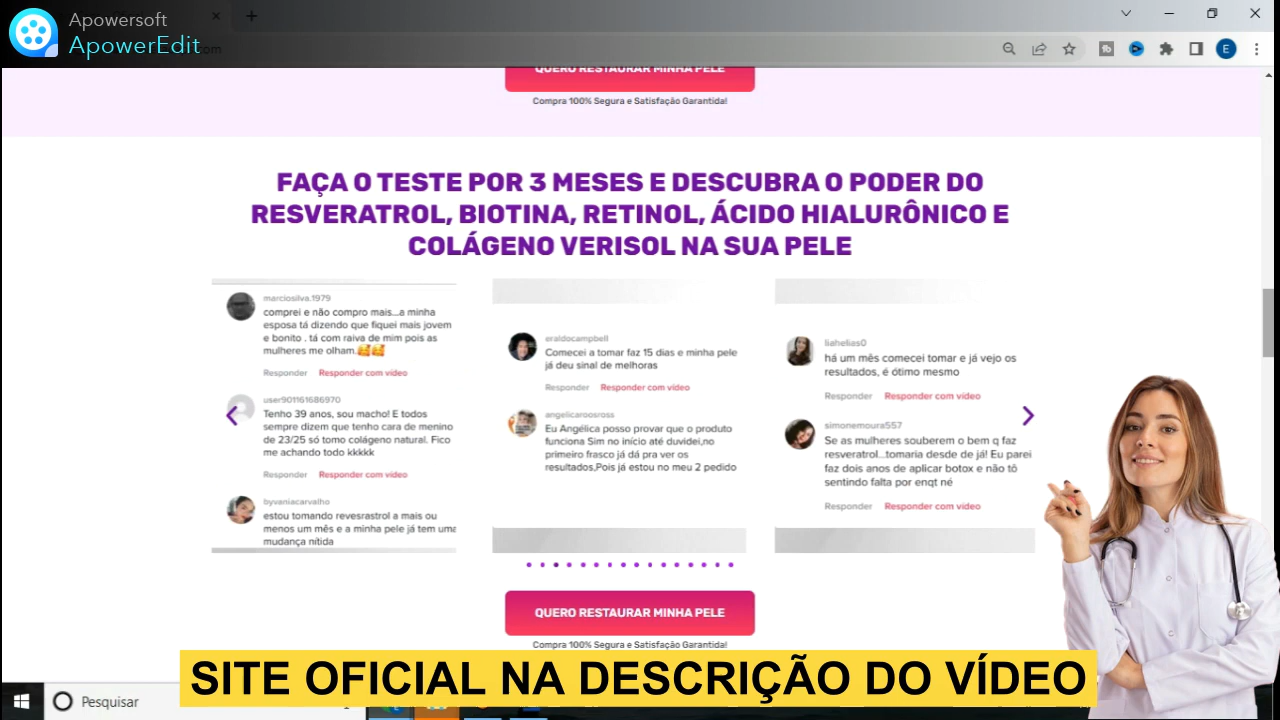 Apowersoft
ApowerEdit
E
QUERO RESTAURAR MINHA PELE
Compra 100% Segura e Satisfação Garantida!
FAÇA O TESTE POR 3 MESES E DESCUBRA O PODER DO
RESVERATROL, BIOTINA, RETINOL, ÁCIDO HIALURÔNICO E
COLÁGENO VERISOL NA SUA PELE
marciosilva.1979
comprei e não compro mais...a minha
esposa tá dizendo que fiquei mais jovem
e bonito . tá com raiva de mim pois as
mulheres me olham.🥰🥰
Responder Responder com vídeo
user901161686970
Tenho 39 anos, sou macho! E todos
sempre dizem que tenho cara de menino
de 23/25 só tomo colágeno natural. Fico
me achando todo kkkkk
Responder Responder com vídeo
byvaniacarvalho
estou tomando revesrastrol a mais ou
menos um mês e a minha pele já tem uma
mudança nítida
eraldocampbell
Comecei a tomar faz 15 dias e minha pele
já deu sinal de melhoras
Responder Responder com vídeo
angelicaroosross
Eu Angélica posso provar que o produto
funciona Sim no início até duvidei,no
primeiro frasco já dá pra ver os
resultados,Pois já estou no meu 2 pedido
liahelias0
há um mês comecei tomar e já vejo os
resultados, é ótimo mesmo
Responder Responder com vídeo
simonemoura557
Se as mulheres souberem o bem q faz
resveratrol...tomaria desde já! Eu parei
faz dois anos de aplicar botox e não tô
sentindo falta por enqt né
Responder Responder com vídeo
QUERO RESTAURAR MINHA PELE
Compra 100% Segura e Satisfação Garantida!
SITE OFICIAL NA DESCRIÇÃO DO VÍDEO
Pesquisar